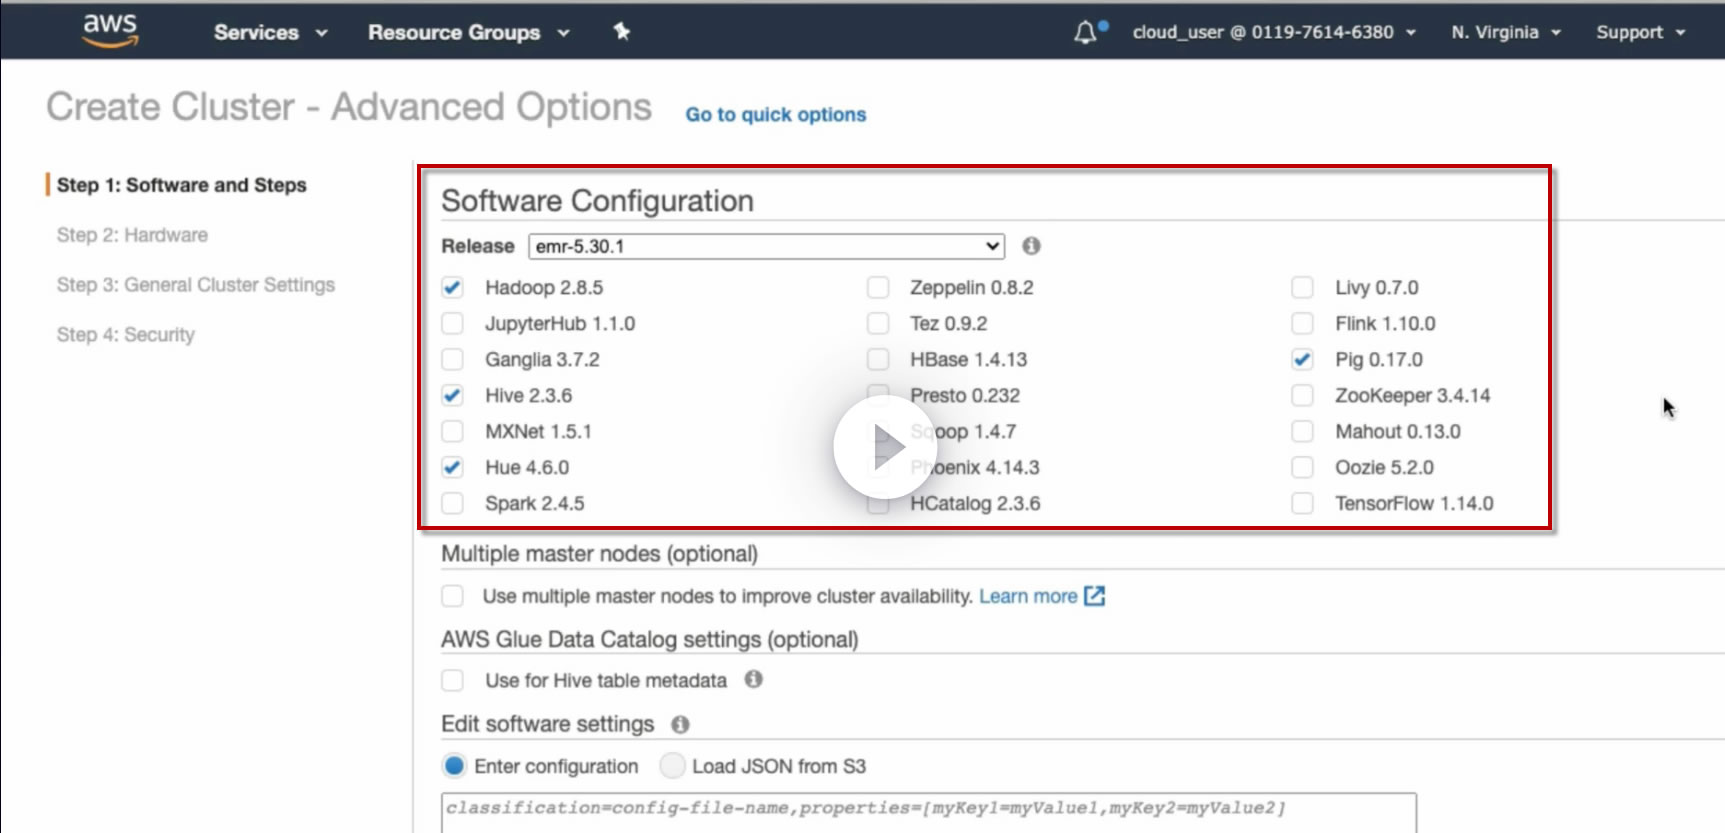 aws Services Resource Groups cloud_user @ 0119-7614-6380 N. Virginia Support
Create Cluster - Advanced Options Go to quick options
Step 1: Software and Steps
Step 2: Hardware
Step 3: General Cluster Settings
Step 4: Security
Software Configuration
Release emr-5.30.1
Hadoop 2.8.5 Zeppelin 0.8.2 Livy 0.7.0
JupyterHub 1.1.0 Tez 0.9.2 Flink 1.10.0
Ganglia 3.7.2 HBase 1.4.13 Pig 0.17.0
Hive 2.3.6 Presto 0.232 ZooKeeper 3.4.14
MXNet 1.5.1 Sqoop 1.4.7 Mahout 0.13.0
Hue 4.6.0 Phoenix 4.14.3 Oozie 5.2.0
Spark 2.4.5 HCatalog 2.3.6 TensorFlow 1.14.0
Multiple master nodes (optional)
Use multiple master nodes to improve cluster availability. Learn more
AWS Glue Data Catalog settings (optional)
Use for Hive table metadata
Edit software settings
Enter configuration Load JSON from S3
classification=config-file-name,properties=[myKey1=myValue1,myKey2=myValue2]